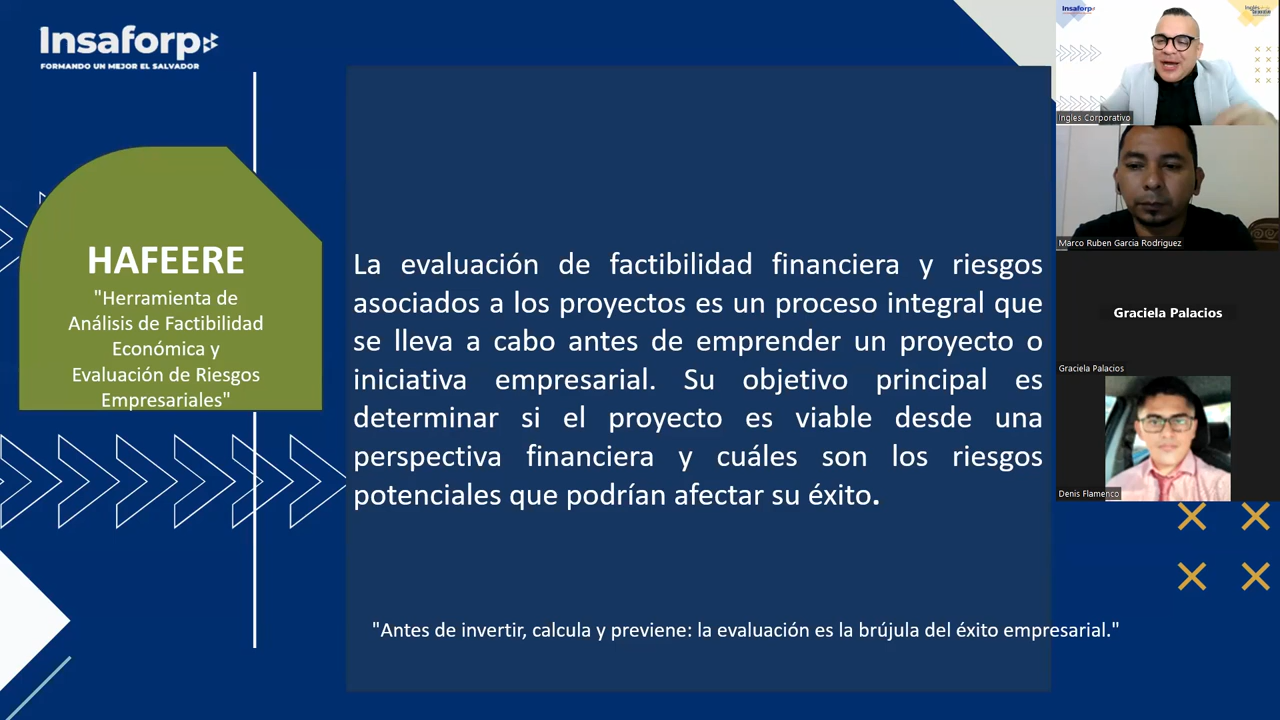 Insaforp
FORMANDO UN MEJOR EL SALVADOR
HAFEERE
"Herramienta de
Análisis de Factibilidad
Económica y
Evaluación de Riesgos
Empresariales"
La evaluación de factibilidad financiera y riesgos
asociados a los proyectos es un proceso integral que
se lleva a cabo antes de emprender un proyecto o
iniciativa empresarial. Su objetivo principal es
determinar si el proyecto es viable desde una
perspectiva financiera y cuáles son los riesgos
potenciales que podrían afectar su éxito.
"Antes de invertir, calcula y previene: la evaluación es la brújula del éxito empresarial."
Insaforp
Ingles Corporativo
Marco Ruben Garcia Rodriguez
Graciela Palacios
Graciela Palacios
Denis Flamenco